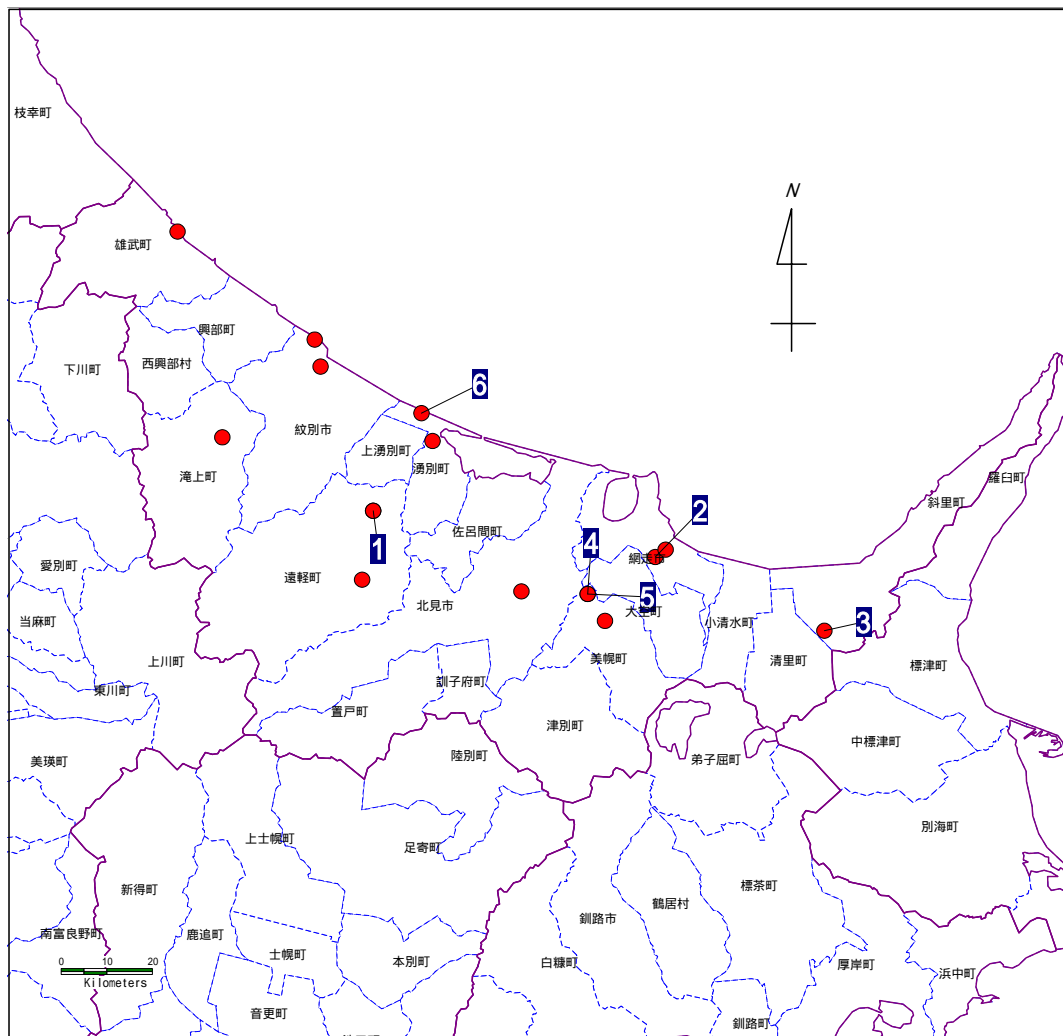 枝幸町
N
雄武町
興部町
下川町
西興部村
6
紋別市
上湧別町
湧別町
滝上町
羅臼町
斜里町
佐呂間町
2
1
4
網走市
愛別町
遠軽町
北見市
5
大空町
当麻町
小清水町
3
上川町
美幌町
清里町
標津町
東川町
訓子府町
置戸町
津別町
中標津町
陸別町
美瑛町
弟子屈町
別海町
上士幌町
足寄町
新得町
標茶町
鶴居村
釧路市
南富良野町
鹿追町
士幌町
本別町
白糠町
厚岸町
浜中町
0 10 20
Kilometers
音更町
釧路町